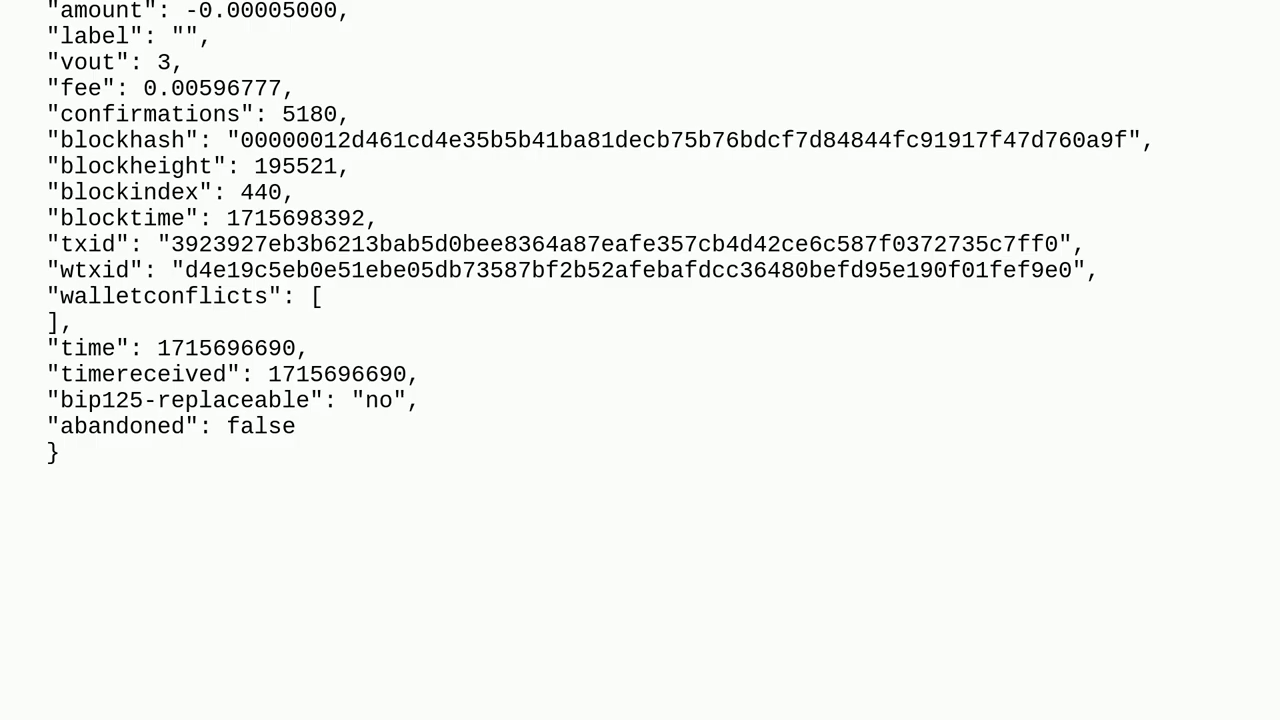 "amount": -0.00005000,
"label": "",
"vout": 3,
"fee": 0.00596777,
"confirmations": 5180,
"blockhash": "00000012d461cd4e35b5b41ba81decb75b76bdcf7d84844fc91917f47d760a9f",
"blockheight": 195521,
"blockindex": 440,
"blocktime": 1715698392,
"txid": "3923927eb3b6213bab5d0bee8364a87eafe357cb4d42ce6c587f0372735c7ff0",
"wtxid": "d4e19c5eb0e51ebe05db73587bf2b52afebafdcc36480befd95e190f01fef9e0",
"walletconflicts": [
],
"time": 1715696690,
"timereceived": 1715696690,
"bip125-replaceable": "no",
"abandoned": false
}